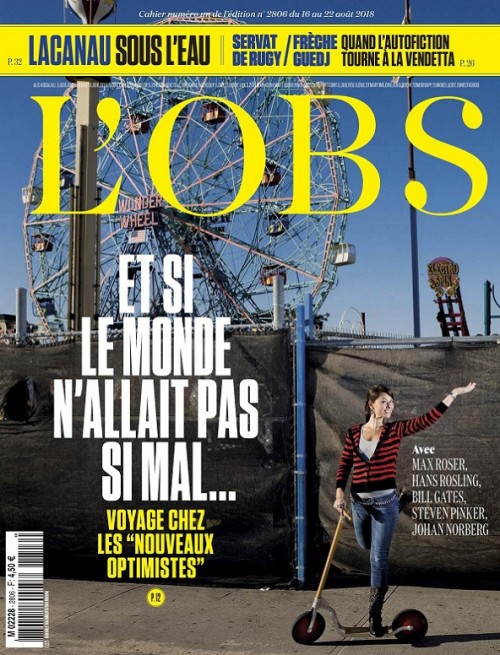 Cahier numéro un de l'édition n° 2806 du 16 au 22 août 2018
P. 32 LACANAU SOUS L'EAU
SERVAT DE RUGY / FRÈCHE GUEDJ
QUAND L'AUTOFICTION
TOURNE À LA VENDETTA P. 26
L'OBS
WONDER
WHEEL
ET SI
LE MONDE
N'ALLAIT PAS
SI MAL...
VOYAGE CHEZ
LES “NOUVEAUX
OPTIMISTES”
P.12
Avec
MAX ROSER,
HANS ROSLING,
BILL GATES,
STEVEN PINKER,
JOHAN NORBERG
M 02228 - 2806 - F: 4,50 €